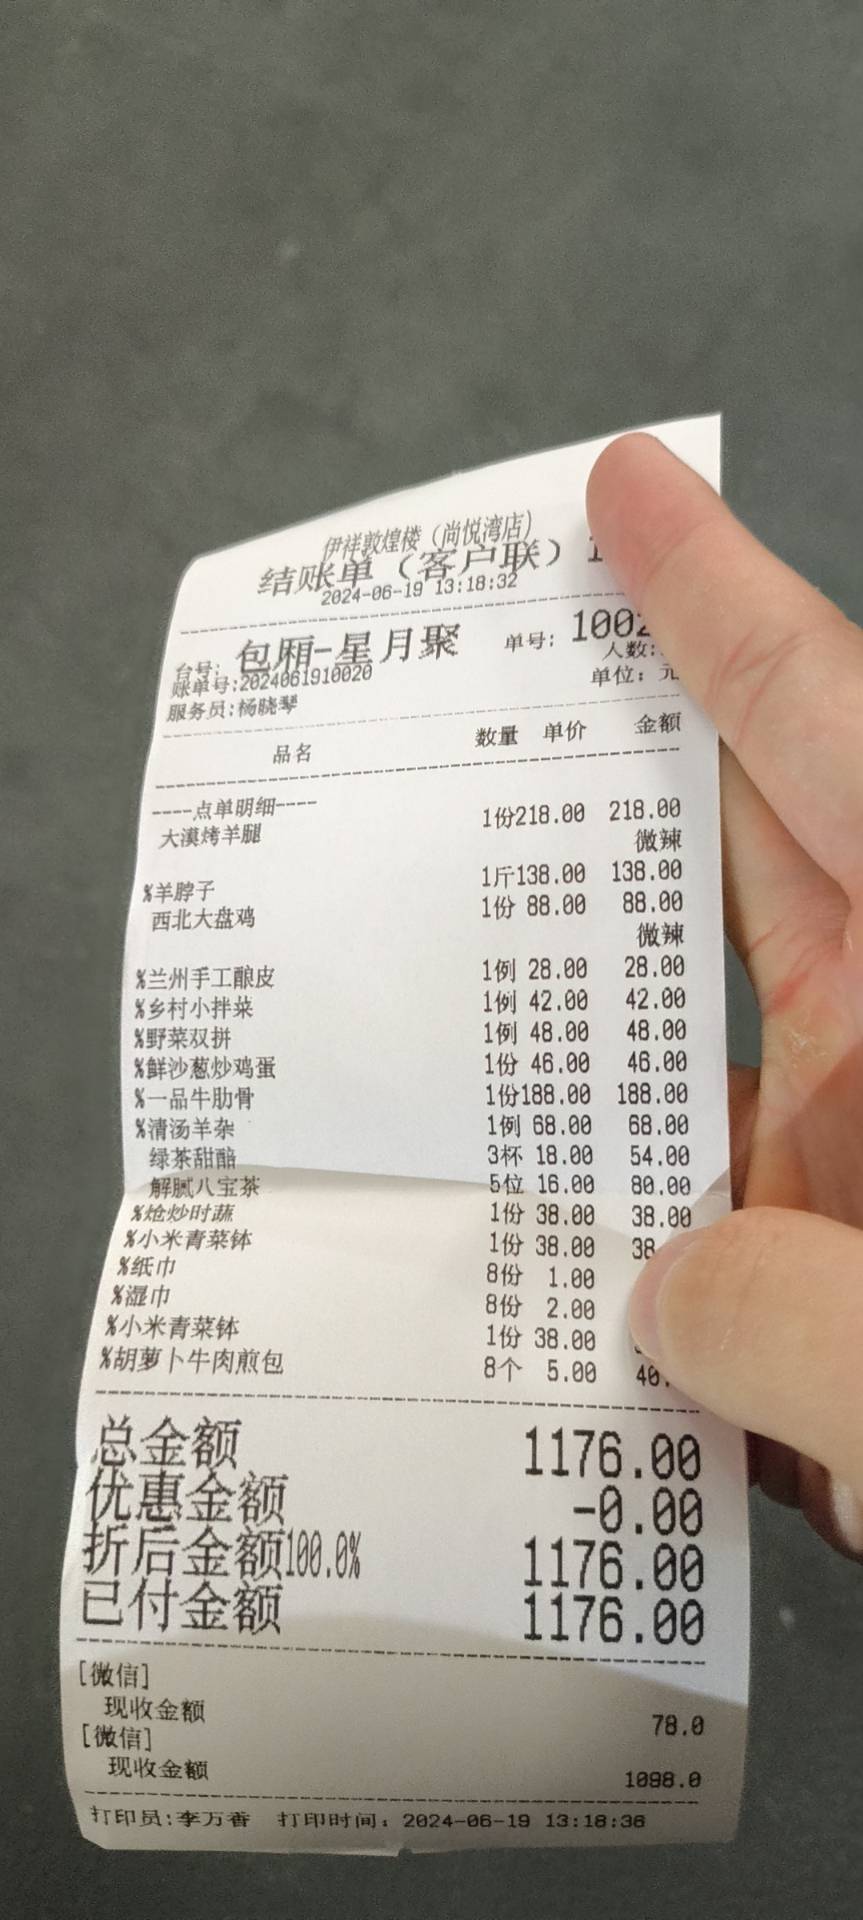 伊祥敦煌楼（尚悦湾店）
结账单（客户联）
2024-06-19 13:18:32
台号: 包厢-星月聚 单号: 1002
账单号:2024061910020 人数:
服务员:杨晓琴 单位: 元
品名 数量 单价 金额
----点单明细----
大漠烤羊腿 1份218.00 218.00
微辣
%羊脖子 1斤138.00 138.00
西北大盘鸡 1份 88.00 88.00
微辣
%兰州手工酿皮 1例 28.00 28.00
%乡村小拌菜 1例 42.00 42.00
%野菜双拼 1例 48.00 48.00
%鲜沙葱炒鸡蛋 1份 46.00 46.00
%一品牛肋骨 1份188.00 188.00
%清汤羊杂 1例 68.00 68.00
绿茶甜醅 3杯 18.00 54.00
解腻八宝茶 5位 16.00 80.00
%炝炒时蔬 1份 38.00 38.00
%小米青菜钵 1份 38.00 38
%纸巾 8份 1.00
%湿巾 8份 2.00
%小米青菜钵 1份 38.00
%胡萝卜牛肉煎包 8个 5.00 40.
总金额 1176.00
优惠金额 -0.00
折后金额100.0% 1176.00
已付金额 1176.00
[微信]
现收金额 78.0
[微信]
现收金额 1098.0
打印员:李万香 打印时间: 2024-06-19 13:18:36